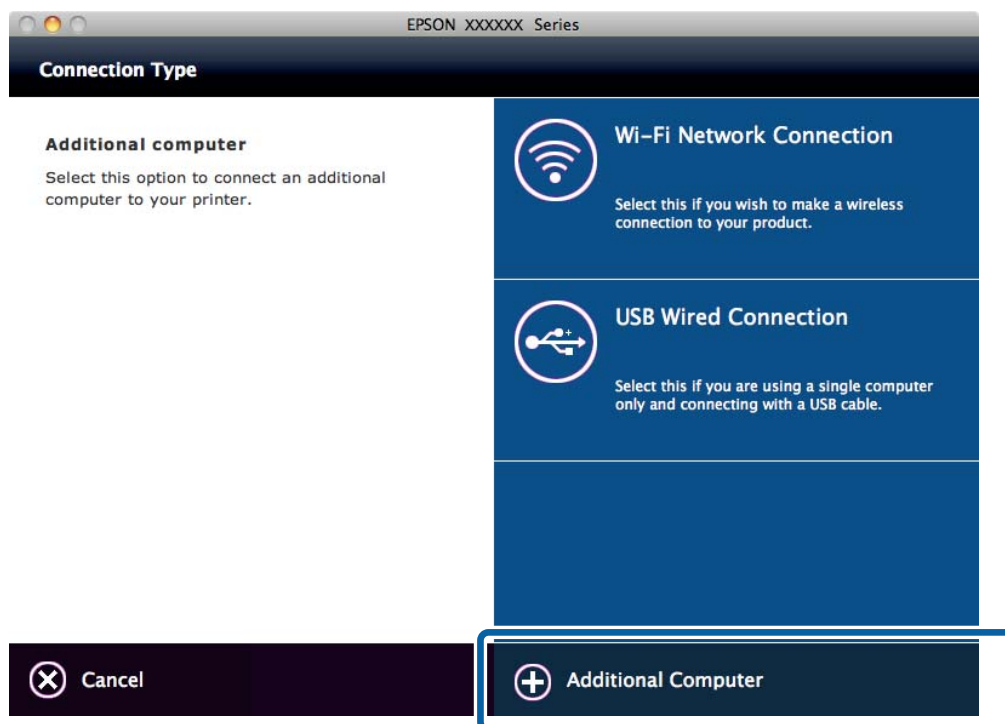 EPSON XXXXXX Series
Connection Type
Additional computer
Select this option to connect an additional
computer to your printer.
Wi-Fi Network Connection
Select this if you wish to make a wireless
connection to your product.
USB Wired Connection
Select this if you are using a single computer
only and connecting with a USB cable.
Cancel
Additional Computer